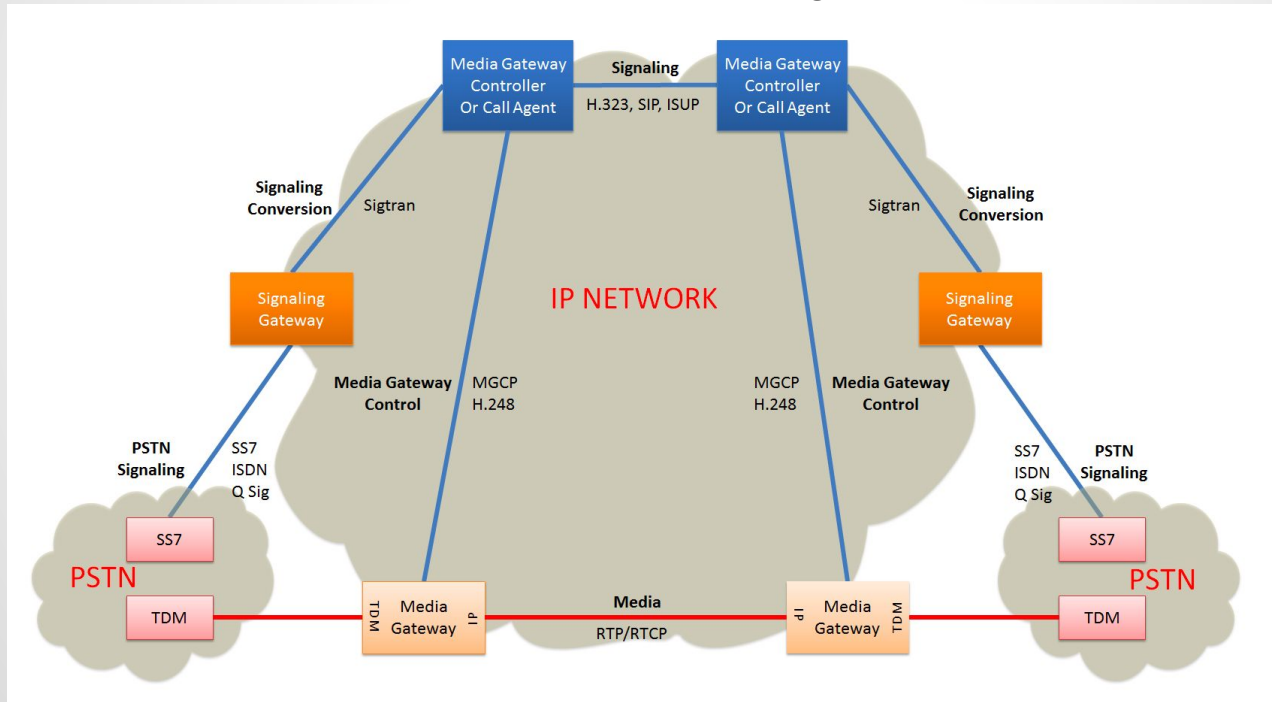 Media Gateway
Controller
Or Call Agent
Signaling
H.323, SIP, ISUP
Media Gateway
Controller
Or Call Agent
Signaling
Conversion
Sigtran
Sigtran
Signaling
Conversion
Signaling
Gateway
IP NETWORK
Signaling
Gateway
Media Gateway
Control
MGCP
H.248
MGCP
H.248
Media Gateway
Control
PSTN
Signaling
SS7
ISDN
Q Sig
SS7
ISDN
Q Sig
PSTN
Signaling
SS7
PSTN
TDM
TDM
Media
Gateway
IP
Media
RTP/RTCP
IP
Media
Gateway
TDM
SS7
PSTN
TDM